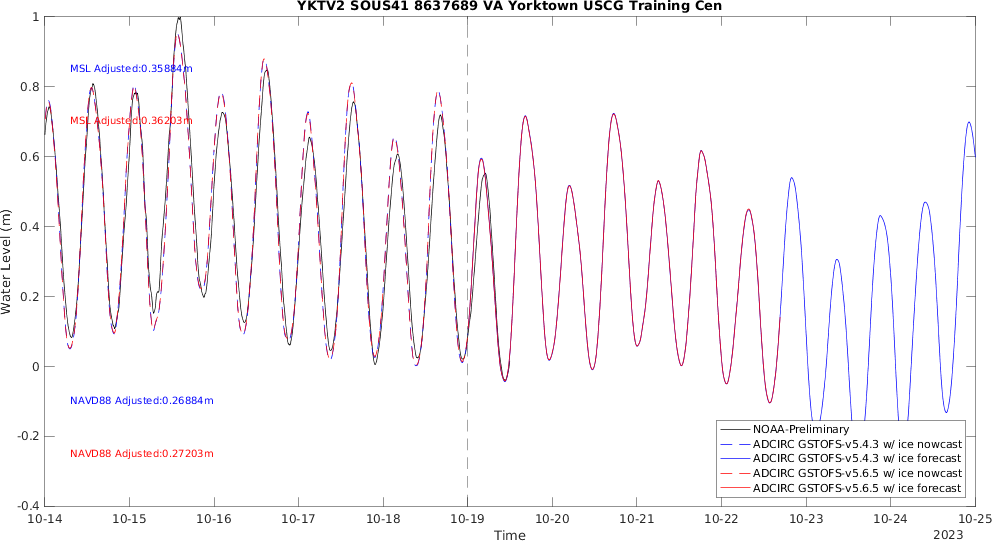 YKTV2 SOUS41 8637689 VA Yorktown USCG Training Cen
1
0.8
0.6
0.4
0.2
0
-0.2
-0.4
Water Level (m)
MSL Adjusted:0.35884m
MSL Adjusted:0.36203m
NAVD88 Adjusted:0.26884m
NAVD88 Adjusted:0.27203m
NOAA-Preliminary
ADCIRC GSTOFS-v5.4.3 w/ ice nowcast
ADCIRC GSTOFS-v5.4.3 w/ ice forecast
ADCIRC GSTOFS-v5.6.5 w/ ice nowcast
ADCIRC GSTOFS-v5.6.5 w/ ice forecast
10-14 10-15 10-16 10-17 10-18 10-19 10-20 10-21 10-22 10-23 10-24 10-25
Time
2023